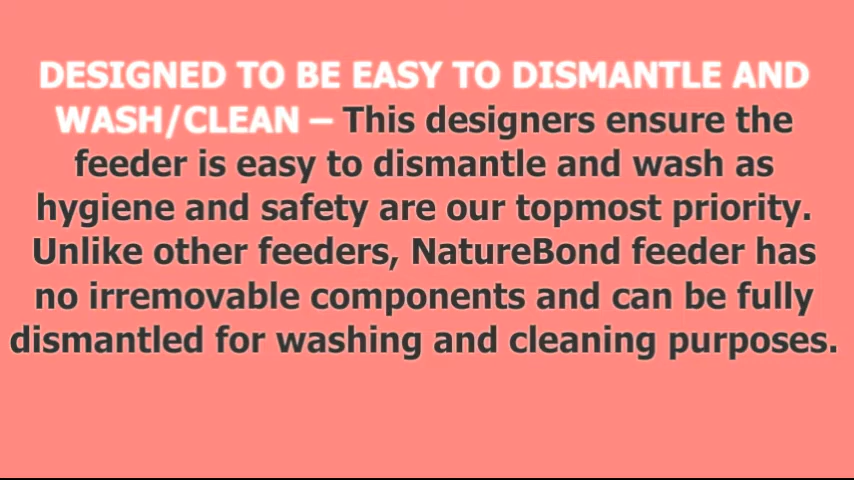 DESIGNED TO BE EASY TO DISMANTLE AND
WASH/CLEAN – This designers ensure the
feeder is easy to dismantle and wash as
hygiene and safety are our topmost priority.
Unlike other feeders, NatureBond feeder has
no irremovable components and can be fully
dismantled for washing and cleaning purposes.